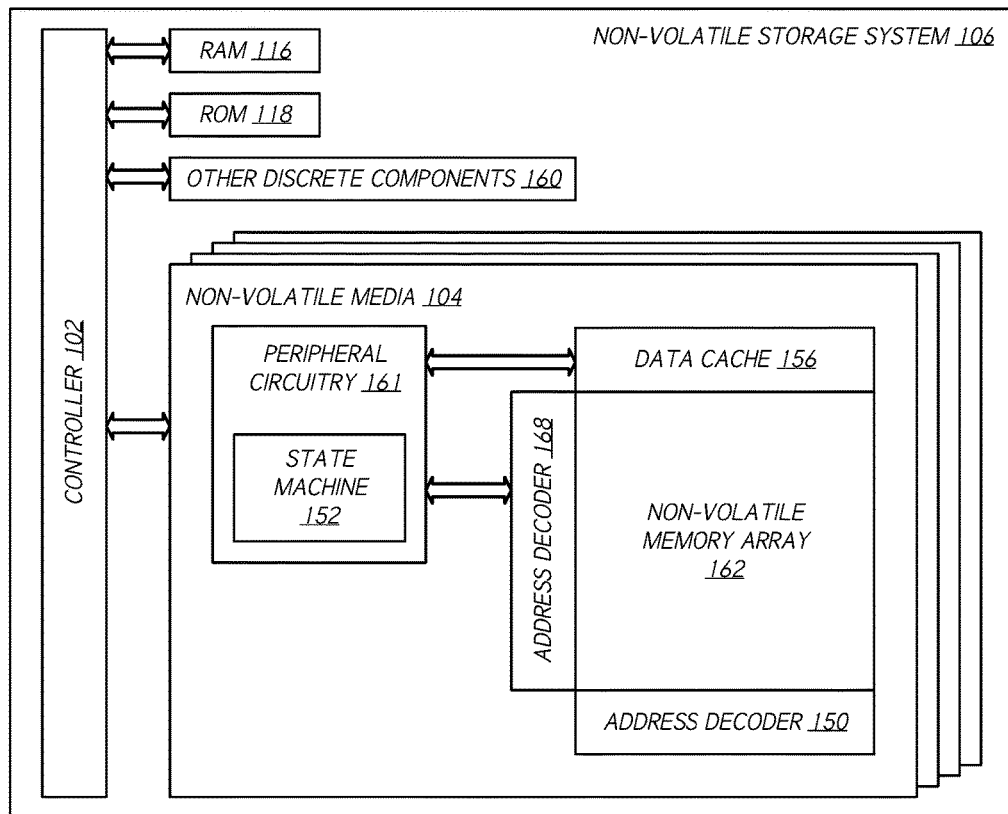 NON-VOLATILE STORAGE SYSTEM 106
RAM 116
ROM 118
OTHER DISCRETE COMPONENTS 160
CONTROLLER 102
NON-VOLATILE MEDIA 104
PERIPHERAL
CIRCUITRY 161
STATE
MACHINE
152
DATA CACHE 156
ADDRESS DECODER 168
NON-VOLATILE
MEMORY ARRAY
162
ADDRESS DECODER 150